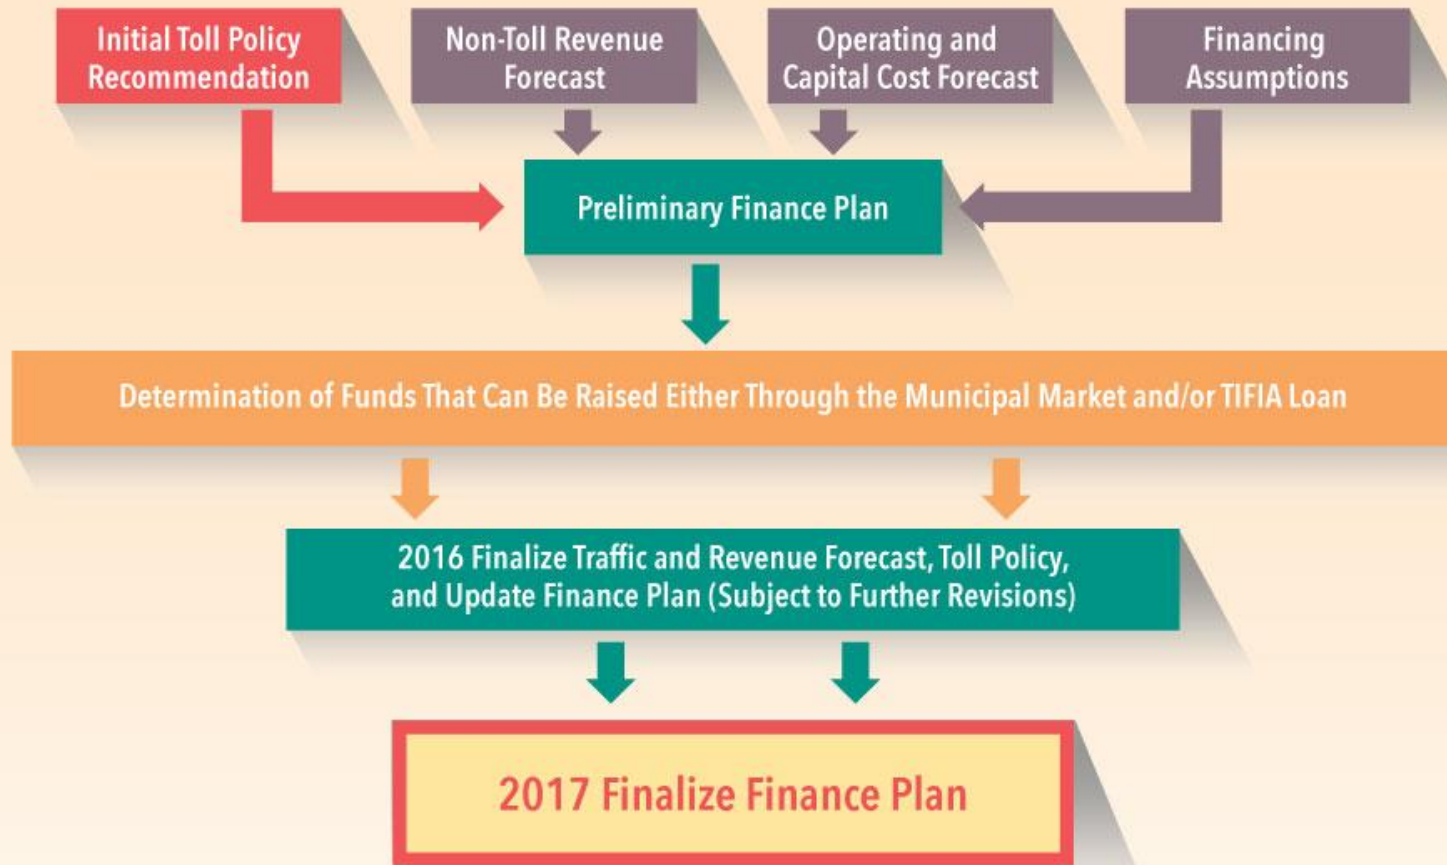 Initial Toll Policy
Recommendation
Non-Toll Revenue
Forecast
Operating and
Capital Cost Forecast
Financing
Assumptions
Preliminary Finance Plan
Determination of Funds That Can Be Raised Either Through the Municipal Market and/or TIFIA Loan
2016 Finalize Traffic and Revenue Forecast, Toll Policy,
and Update Finance Plan (Subject to Further Revisions)
2017 Finalize Finance Plan